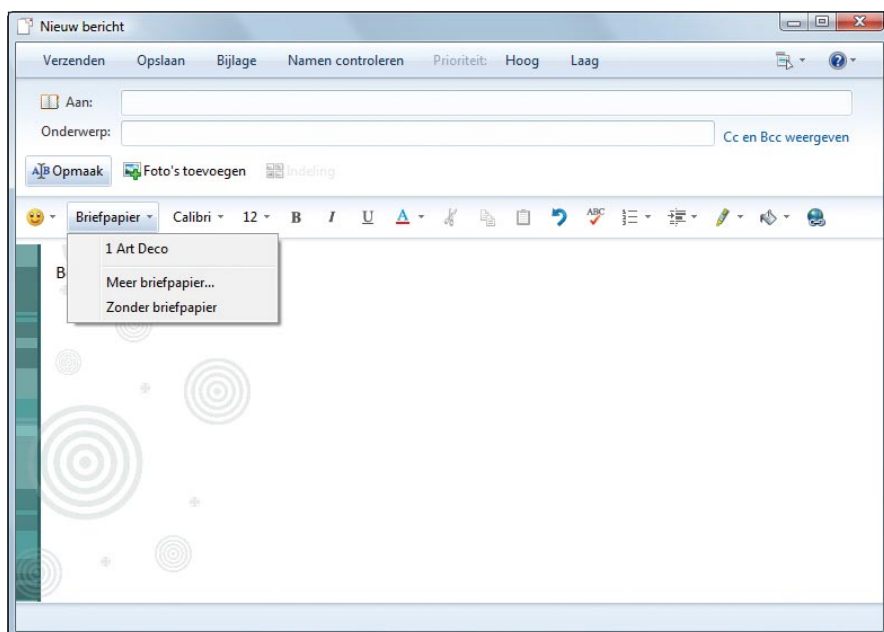 Nieuw bericht
Verzenden Opslaan Bijlage Namen controleren Prioriteit: Hoog Laag
Aan:
Onderwerp: Cc en Bcc weergeven
Opmaak Foto's toevoegen Indeling
Briefpapier Calibri 12 B I U A ABC
1 Art Deco
B
Meer briefpapier...
Zonder briefpapier